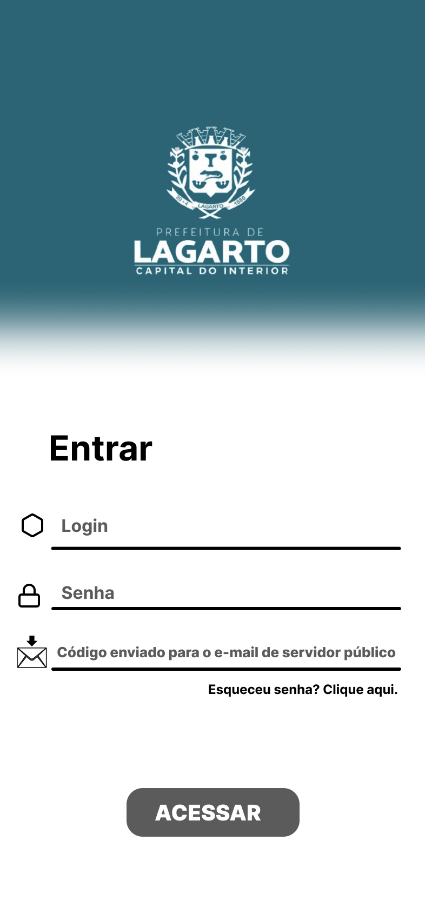 LAGARTO
PREFEITURA DE
LAGARTO
CAPITAL DO INTERIOR
Entrar
Login
Senha
Código enviado para o e-mail de servidor público
Esqueceu senha? Clique aqui.
ACESSAR